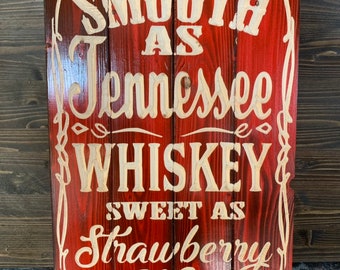 SMOOTH
AS
Tennessee
WHISKEY
SWEET AS
Strawberry